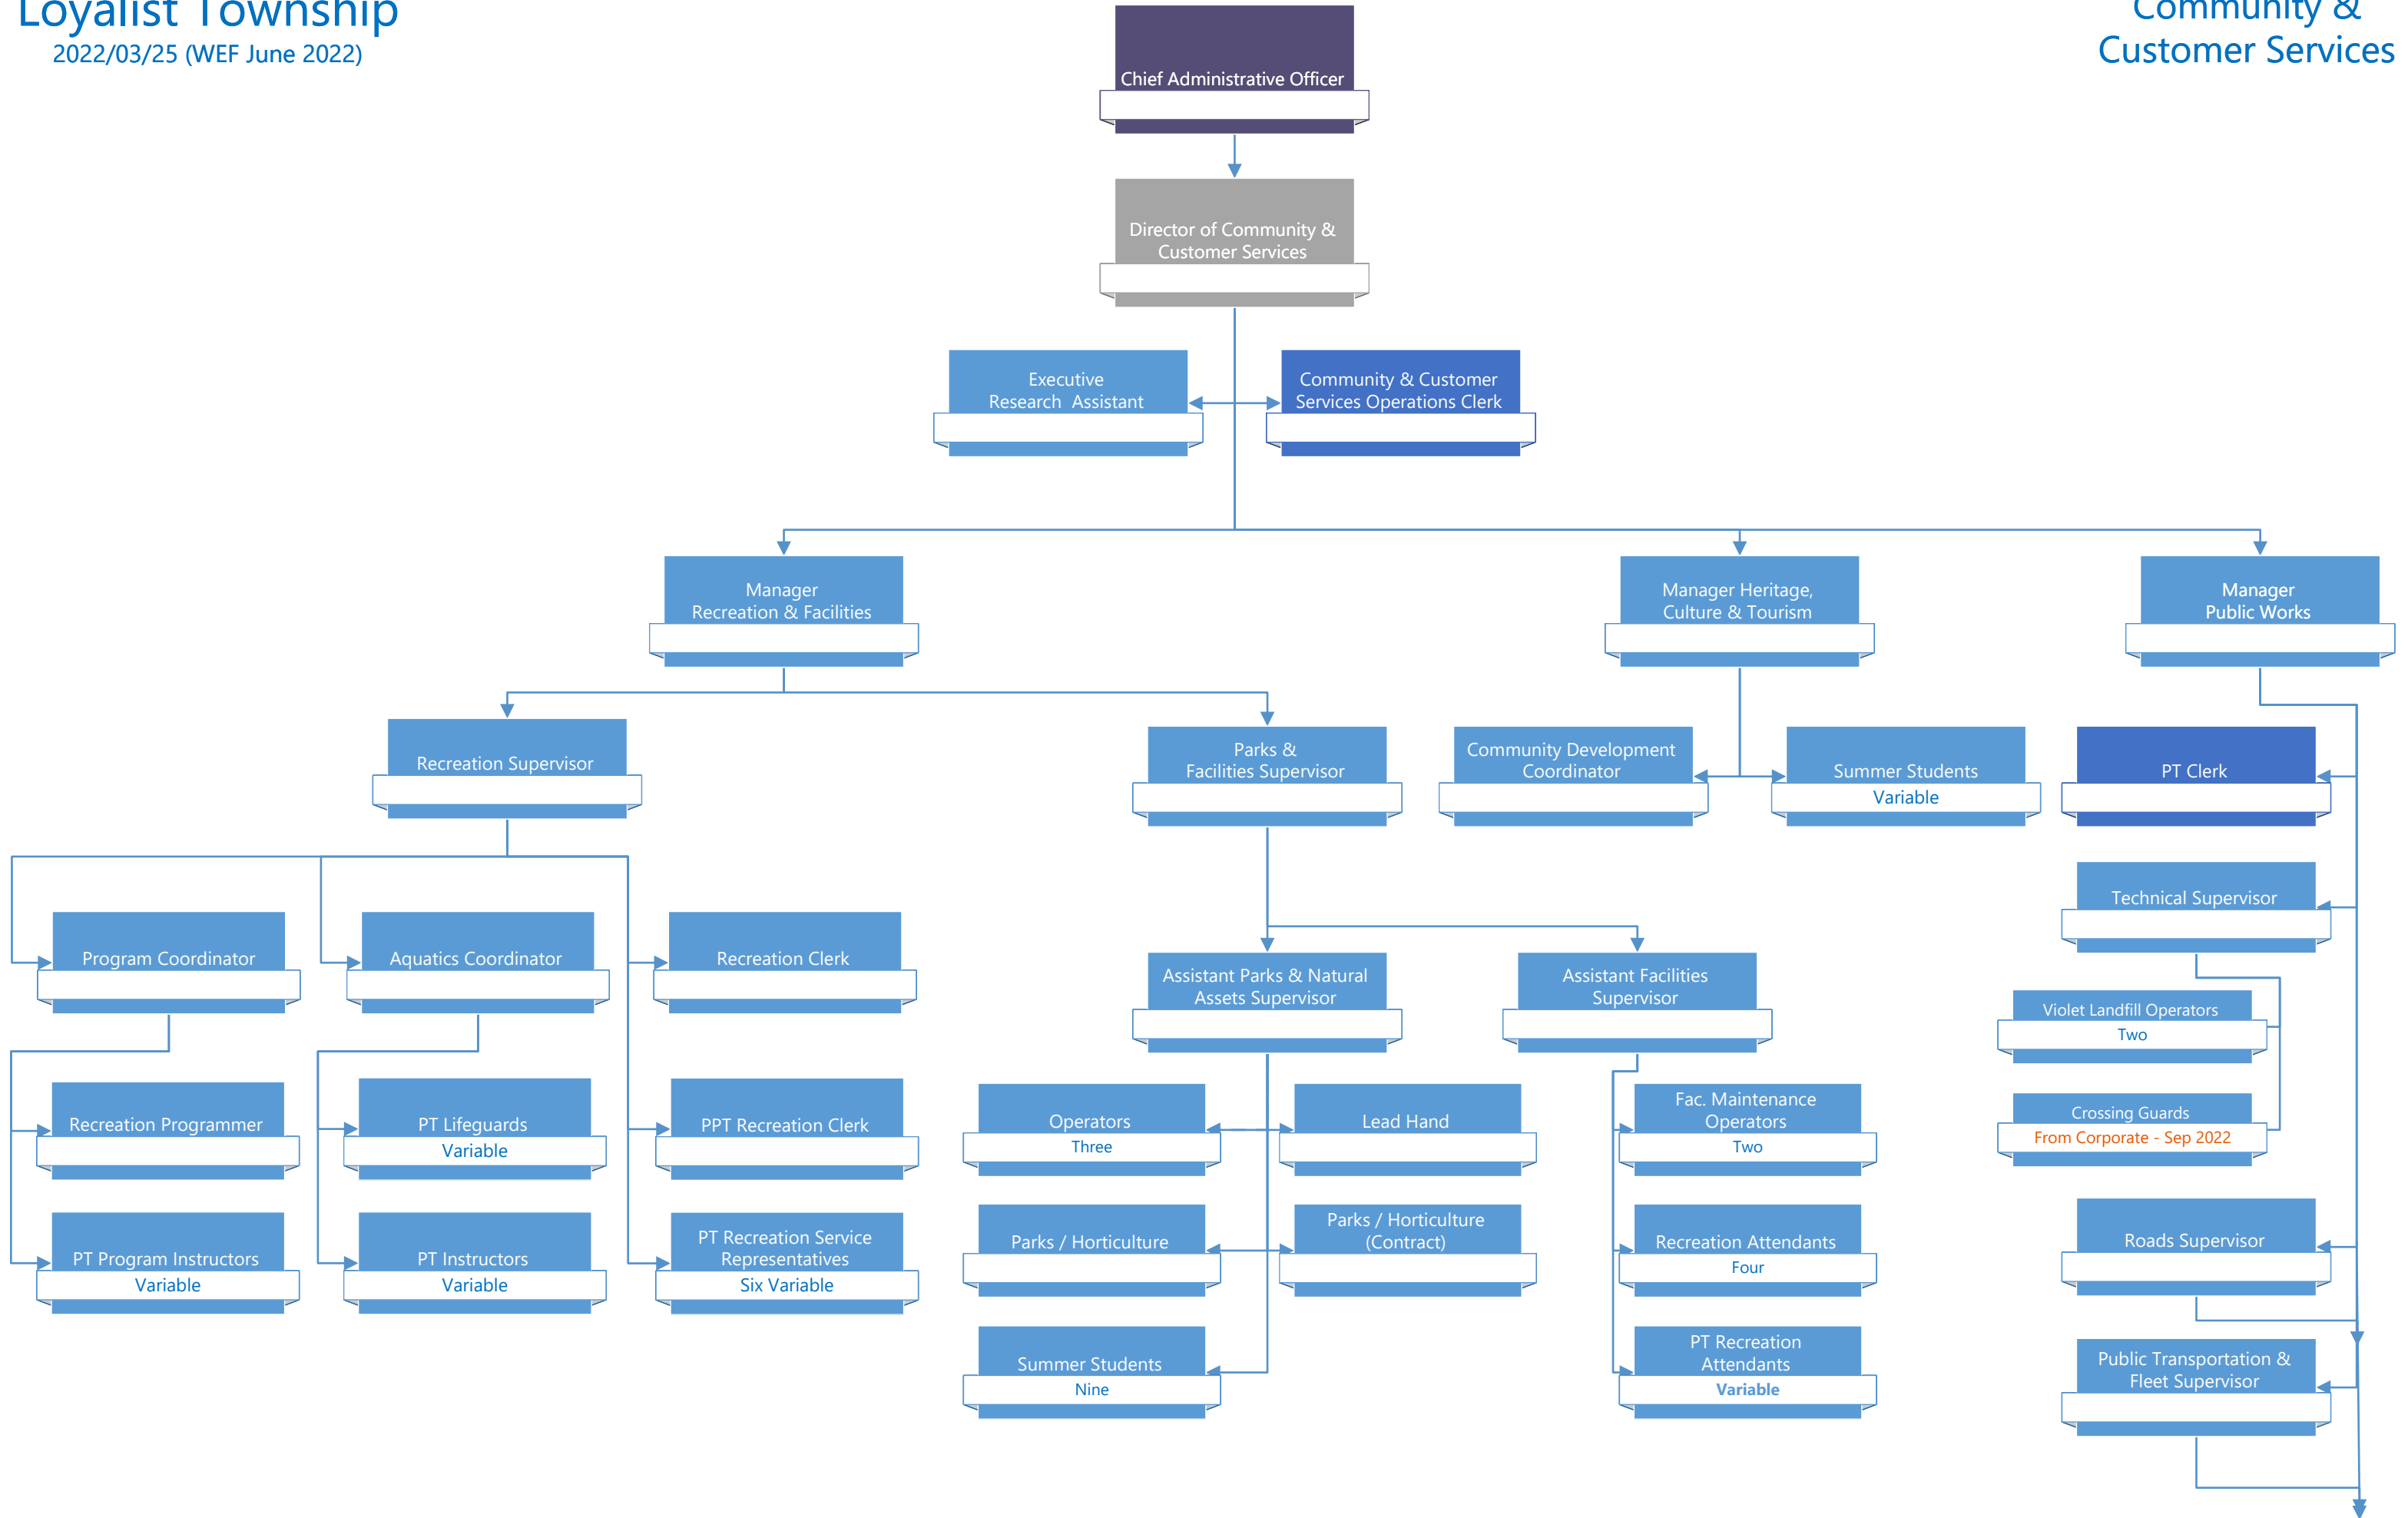 Loyalist Township
2022/03/25 (WEF June 2022)
Community &
Customer Services
Chief Administrative Officer
Director of Community &
Customer Services
Executive
Research Assistant
Community & Customer
Services Operations Clerk
Manager
Recreation & Facilities
Manager Heritage,
Culture & Tourism
Manager
Public Works
Recreation Supervisor
Parks &
Facilities Supervisor
Community Development
Coordinator
Summer Students
Variable
PT Clerk
Technical Supervisor
Program Coordinator
Aquatics Coordinator
Recreation Clerk
Assistant Parks & Natural
Assets Supervisor
Assistant Facilities
Supervisor
Violet Landfill Operators
Two
Crossing Guards
From Corporate - Sep 2022
Recreation Programmer
PT Lifeguards
Variable
PPT Recreation Clerk
Operators
Three
Lead Hand
Fac. Maintenance
Operators
Two
PT Program Instructors
Variable
PT Instructors
Variable
PT Recreation Service
Representatives
Six Variable
Parks / Horticulture
Parks / Horticulture
(Contract)
Recreation Attendants
Four
Roads Supervisor
Summer Students
Nine
PT Recreation
Attendants
Variable
Public Transportation &
Fleet Supervisor